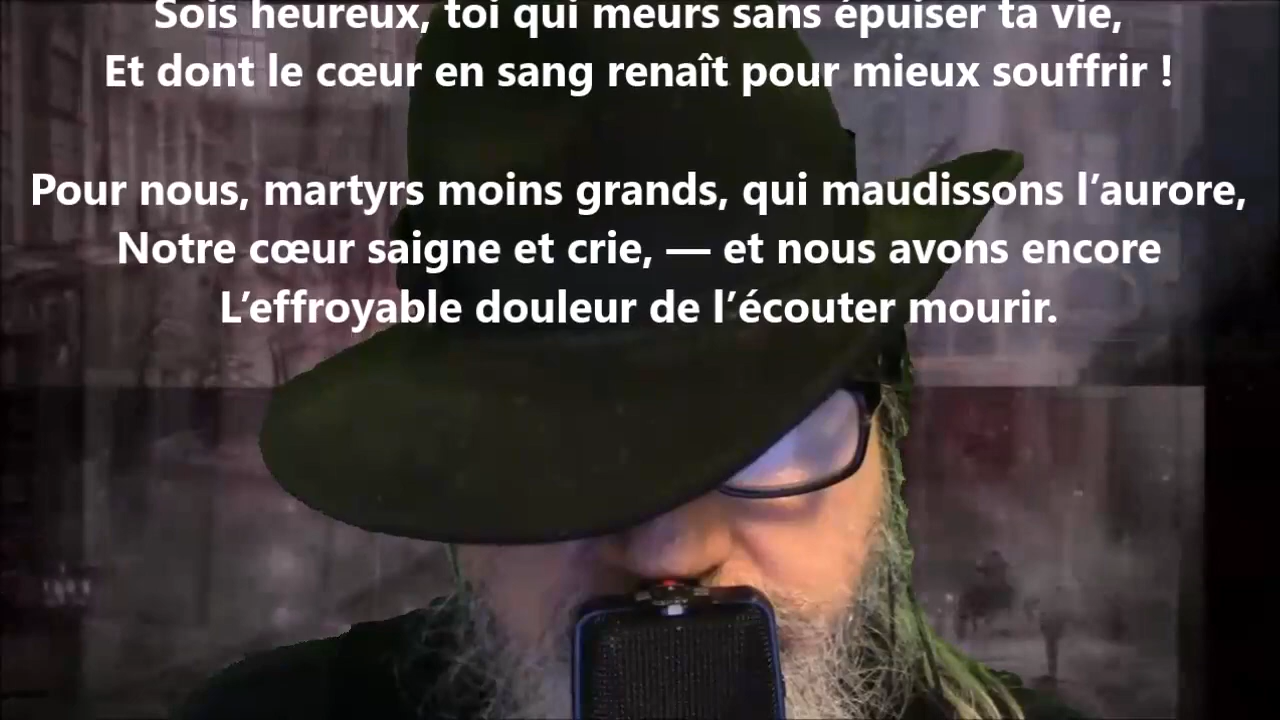 Sois heureux, toi qui meurs sans épuiser ta vie,
Et dont le cœur en sang renaît pour mieux souffrir !
Pour nous, martyrs moins grands, qui maudissons l’aurore,
Notre cœur saigne et crie, — et nous avons encore
L’effroyable douleur de l’écouter mourir.